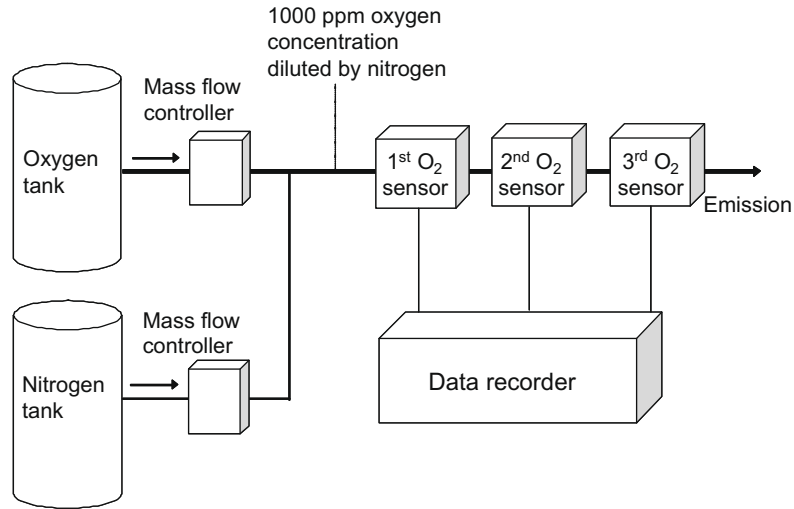 1000 ppm oxygen
concentration
diluted by nitrogen
Mass flow
controller
Oxygen
tank
1st O2
sensor
2nd O2
sensor
3rd O2
sensor
Emission
Mass flow
controller
Nitrogen
tank
Data recorder